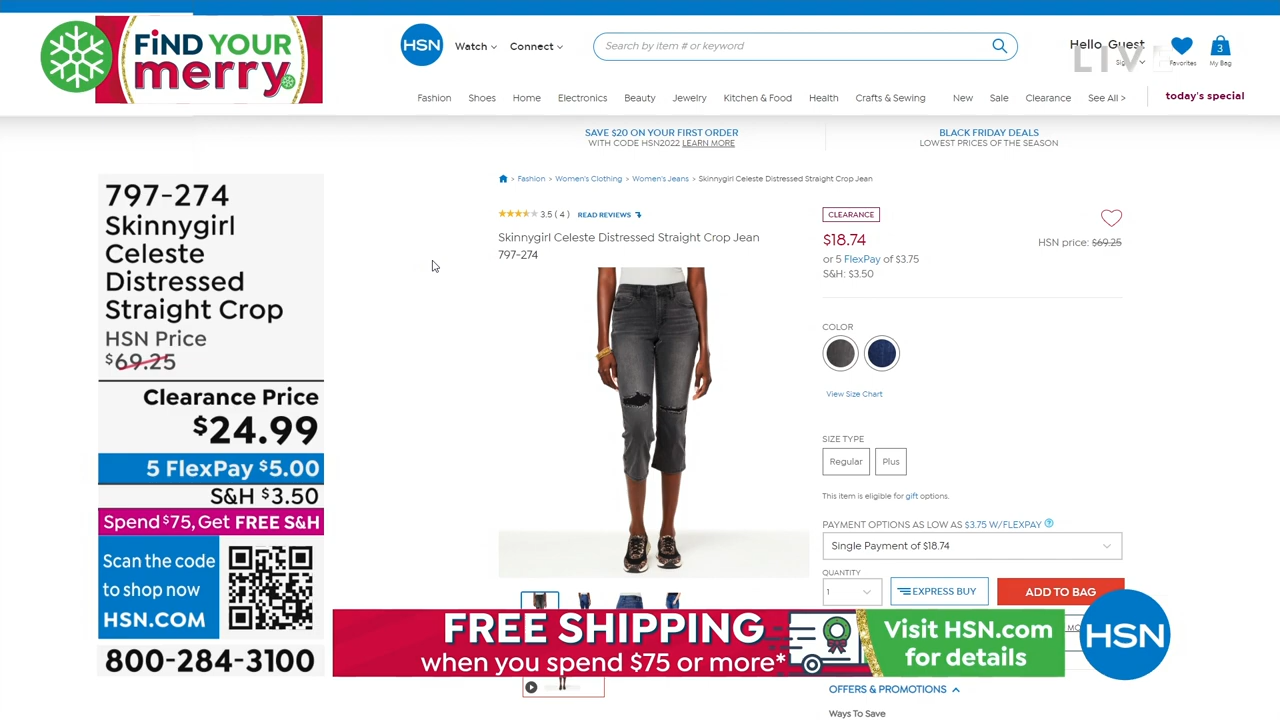 FiND YOUR
merry
HSN
Watch
Connect
Search by item # or keyword
Hello, Guest
LIVE
Favorites
3
My Bag
Fashion
Shoes
Home
Electronics
Beauty
Jewelry
Kitchen & Food
Health
Crafts & Sewing
New
Sale
Clearance
See All >
today's special
SAVE $20 ON YOUR FIRST ORDER
WITH CODE HSN2022 LEARN MORE
BLACK FRIDAY DEALS
LOWEST PRICES OF THE SEASON
> Fashion > Women's Clothing > Women's Jeans > Skinnygirl Celeste Distressed Straight Crop Jean
797-274
Skinnygirl
Celeste
Distressed
Straight Crop
HSN Price
$69.25
Clearance Price
$24.99
5 FlexPay $5.00
S&H $3.50
Spend $75, Get FREE S&H
Scan the code
to shop now
HSN.COM
800-284-3100
3.5 ( 4 ) READ REVIEWS
Skinnygirl Celeste Distressed Straight Crop Jean
797-274
CLEARANCE
$18.74
HSN price: $69.25
or 5 FlexPay of $3.75
S&H: $3.50
COLOR
View Size Chart
SIZE TYPE
Regular
Plus
This item is eligible for gift options.
PAYMENT OPTIONS AS LOW AS $3.75 W/FLEXPAY ?
Single Payment of $18.74
QUANTITY
1
EXPRESS BUY
ADD TO BAG
FREE SHIPPING
when you spend $75 or more*
Visit HSN.com
for details
HSN
OFFERS & PROMOTIONS
Ways To Save